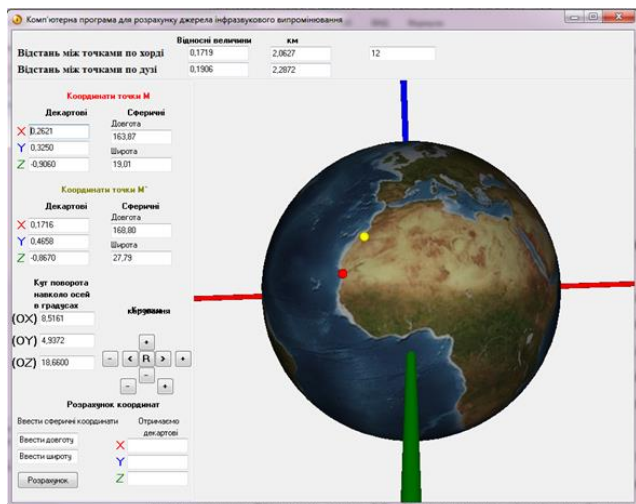 Комп'ютерна програма для розрахунку джерела інфразвукового випромінювання
Відносні величини км
Відстань між точками по хорді 0,1719 2,0627 12
Відстань між точками по дузі 0,1906 2,2872
Координати точки М
Декартові Сферичні
Довгота
X 0,2621 163,87
Y 0,3250 Широта
Z -0,9060 19,01
Координати точки М'
Декартові Сферичні
Довгота
X 0,1716 168,80
Y 0,4658 Широта
Z -0,8670 27,79
Кут поворота
навколо осей
в градусах
(OX) 8,5161
(OY) 4,9372
(OZ) 18,6600
+
- < R > +
-
- +
Розрахунок координат
Ввести сферичні координати Отримаємо
декартові
Ввести довготу X
Ввести широту Y
Розрахунок Z